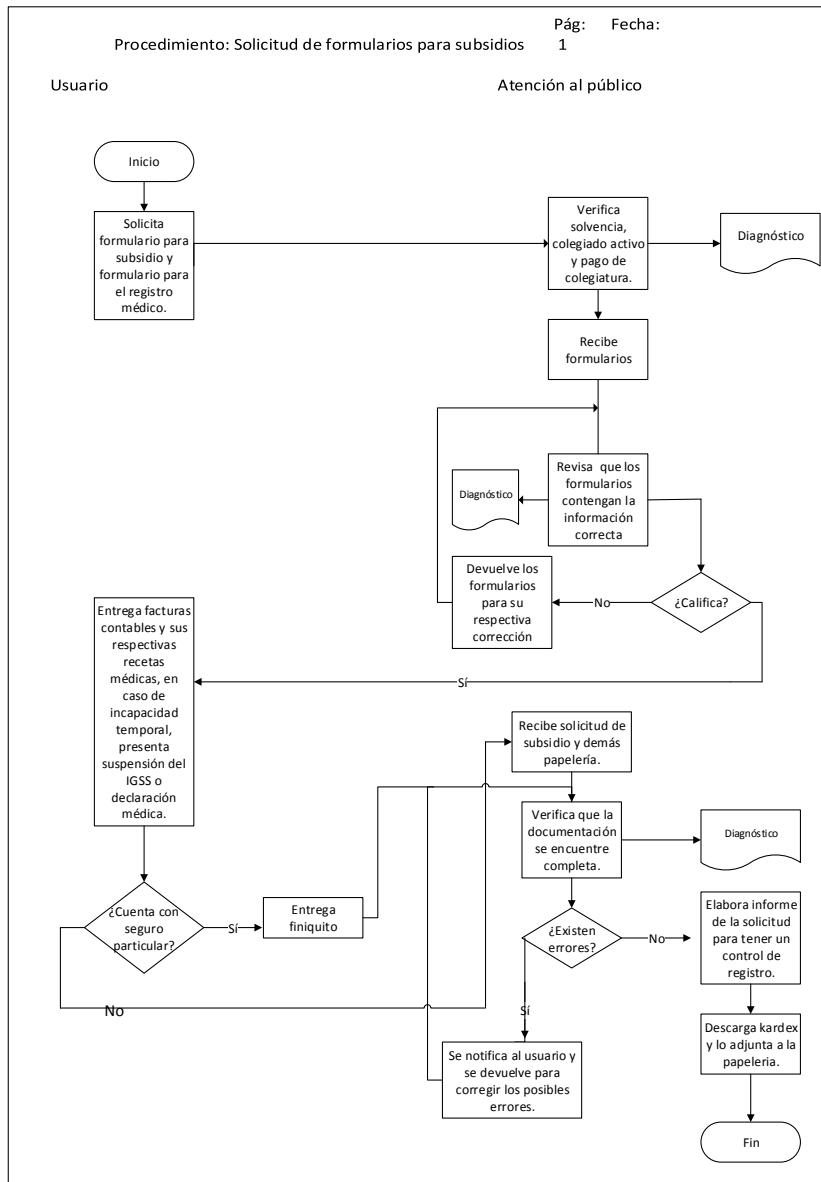 Pág: Fecha:
Procedimiento: Solicitud de formularios para subsidios 1
Usuario
Atención al público
Inicio
Solicita
formulario para
subsidio y
formulario para
el registro
médico.
Verifica
solvencia,
colegiado activo
y pago de
colegiatura.
Diagnóstico
Recibe
formularios
Revisa que los
formularios
contengan la
información
correcta
Diagnóstico
¿Califica?
No
Devuelve los
formularios
para su
respectiva
corrección
Sí
Entrega facturas
contables y sus
respectivas
recetas
médicas, en
caso de
incapacidad
temporal,
presenta
suspensión del
IGSS o
declaración
médica.
¿Cuenta con
seguro
particular?
Sí
Entrega
finiquito
No
Recibe solicitud de
subsidio y demás
papelería.
Verifica que la
documentación
se encuentre
completa.
Diagnóstico
¿Existen
errores?
No
Sí
Se notifica al usuario y
se devuelve para
corregir los posibles
errores.
Elabora informe
de la solicitud
para tener un
control de
registro.
Descarga kardex
y lo adjunta a la
papeleria.
Fin